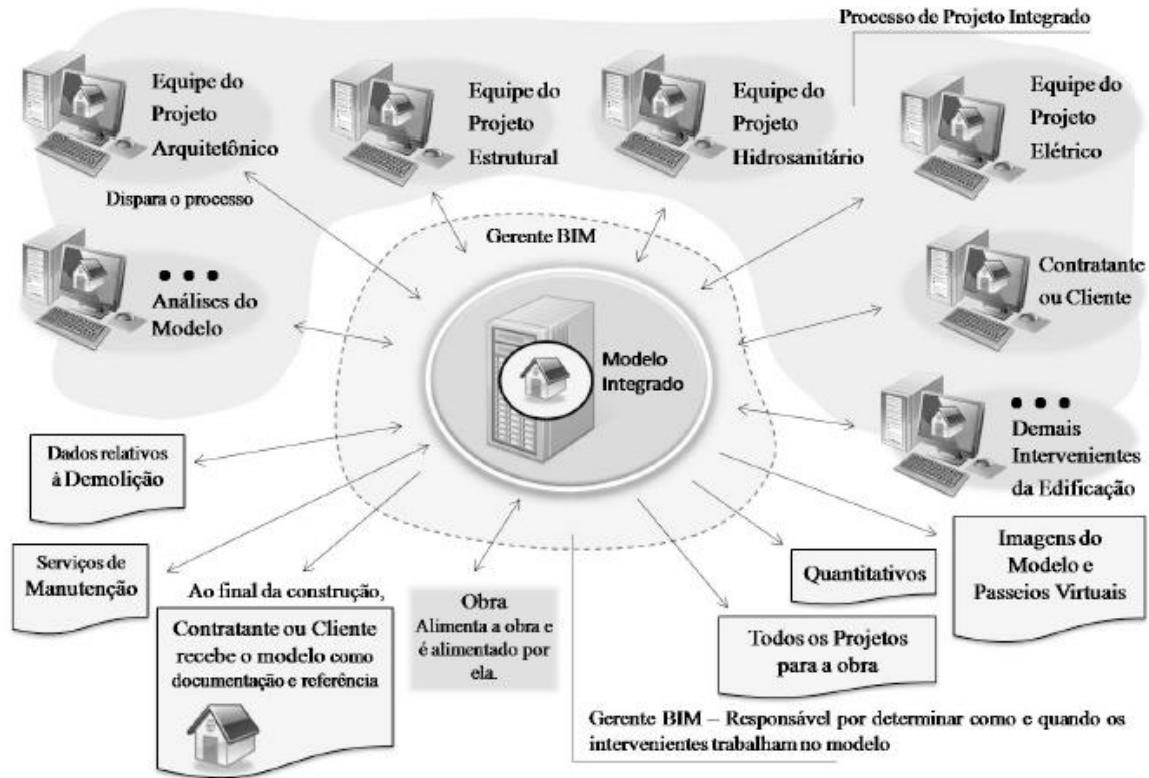 Processo de Projeto Integrado
Equipe do
Projeto
Arquitetônico
Equipe do
Projeto
Estrutural
Equipe do
Projeto
Hidrosanitário
Equipe do
Projeto
Elétrico
Dispara o processo
Gerente BIM
Análises do
Modelo
Contratante
ou Cliente
Modelo
Integrado
Demais
Intervenientes
da Edificação
Dados relativos
à Demolição
Serviços de
Manutenção
Ao final da construção,
Contratante ou Cliente
recebe o modelo como
documentação e referência
Obra
Alimenta a obra e
é alimentado por
ela.
Todos os Projetos
para a obra
Quantitativos
Imagens do
Modelo e
Passeios Virtuais
Gerente BIM – Responsável por determinar como e quando os
intervenientes trabalham no modelo